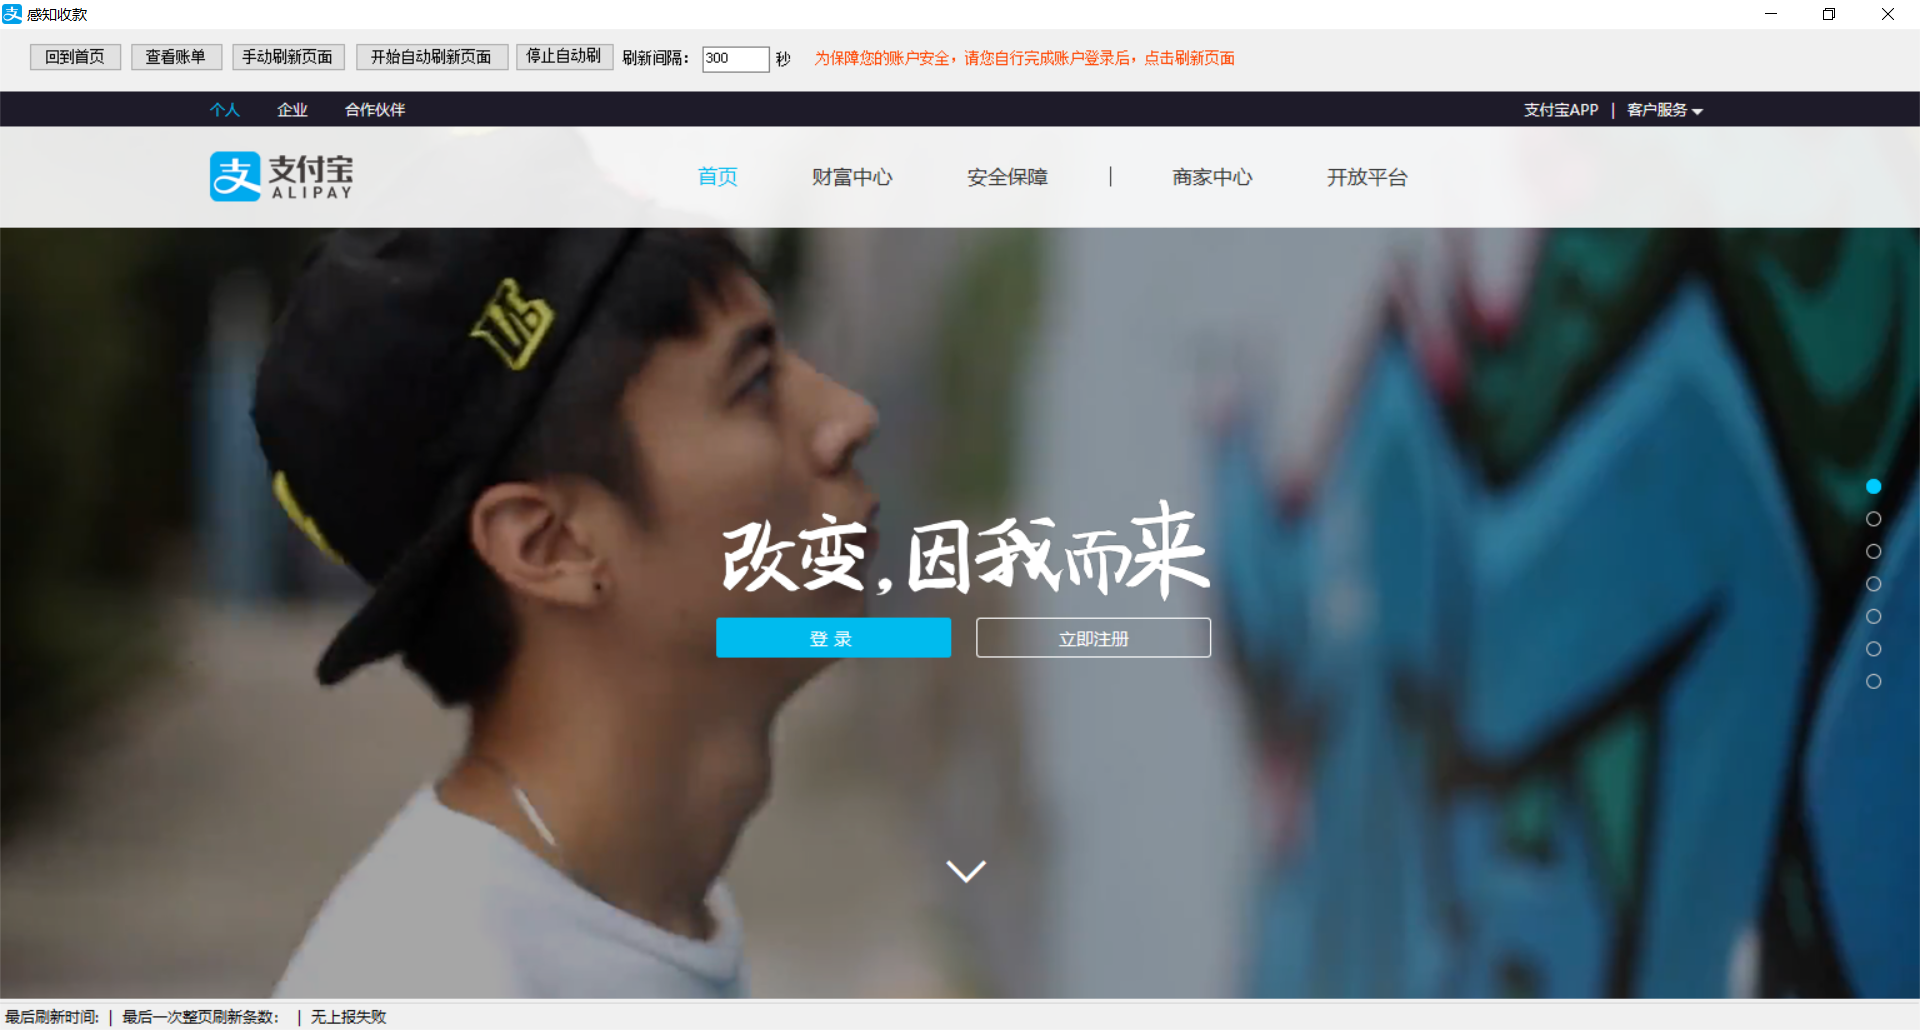 感知收款
回到首页 查看账单 手动刷新页面 开始自动刷新页面 停止自动刷 刷新间隔： 300 秒 为保障您的账户安全，请您自行完成账户登录后，点击刷新页面
个人 企业 合作伙伴 支付宝APP | 客户服务
支 支付宝 ALIPAY 首页 财富中心 安全保障 | 商家中心 开放平台
改变，因我而来
登 录 立即注册
最后刷新时间: | 最后一次整页刷新条数： | 无上报失败